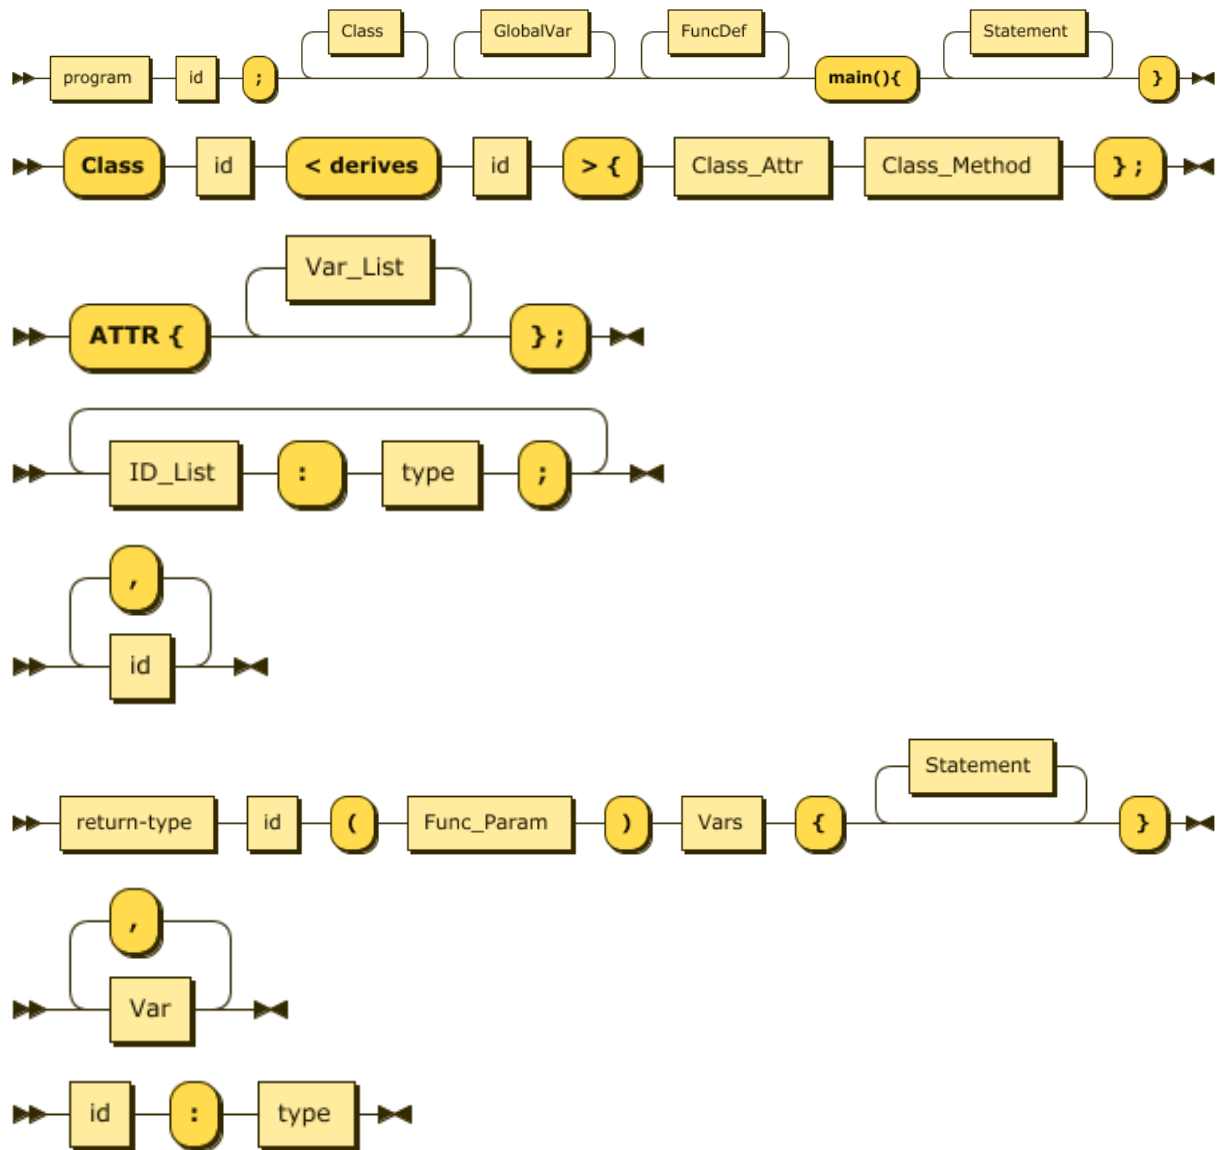 Class GlobalVar FuncDef Statement
program id ; main(){ }
Class id < derives id > { Class_Attr Class_Method } ;
Var_List
ATTR { } ;
ID_List : type ;
,
id
Statement
return-type id ( Func_Param ) Vars { }
,
Var
id : type